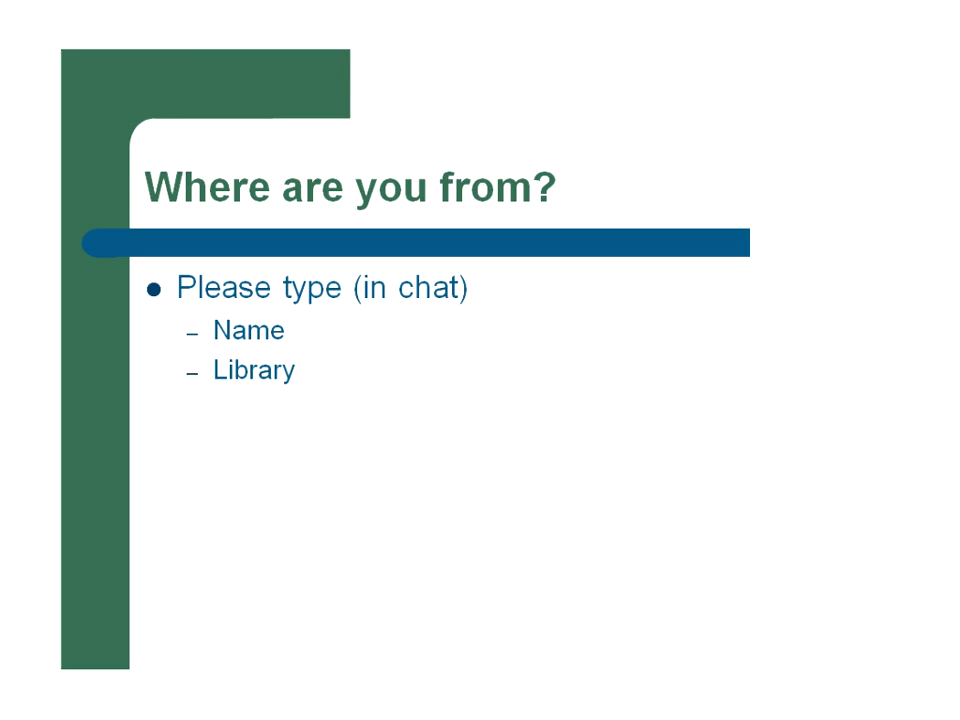 Where are you from?
● Please type (in chat)
– Name
– Library